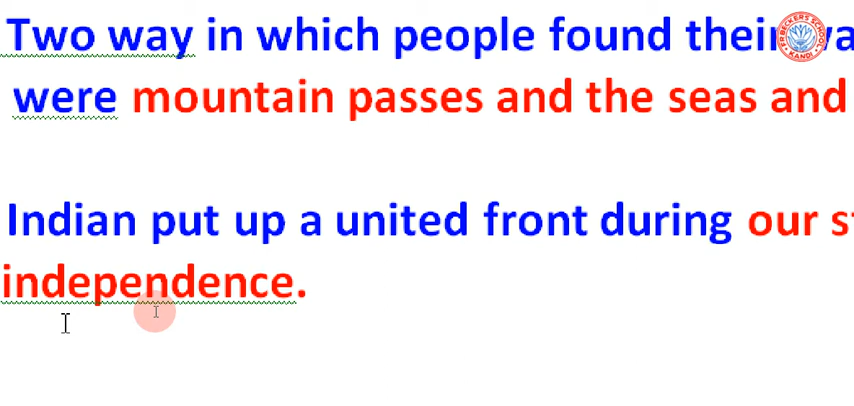 Two way in which people found their
were mountain passes and the seas and
Indian put up a united front during our
independence.